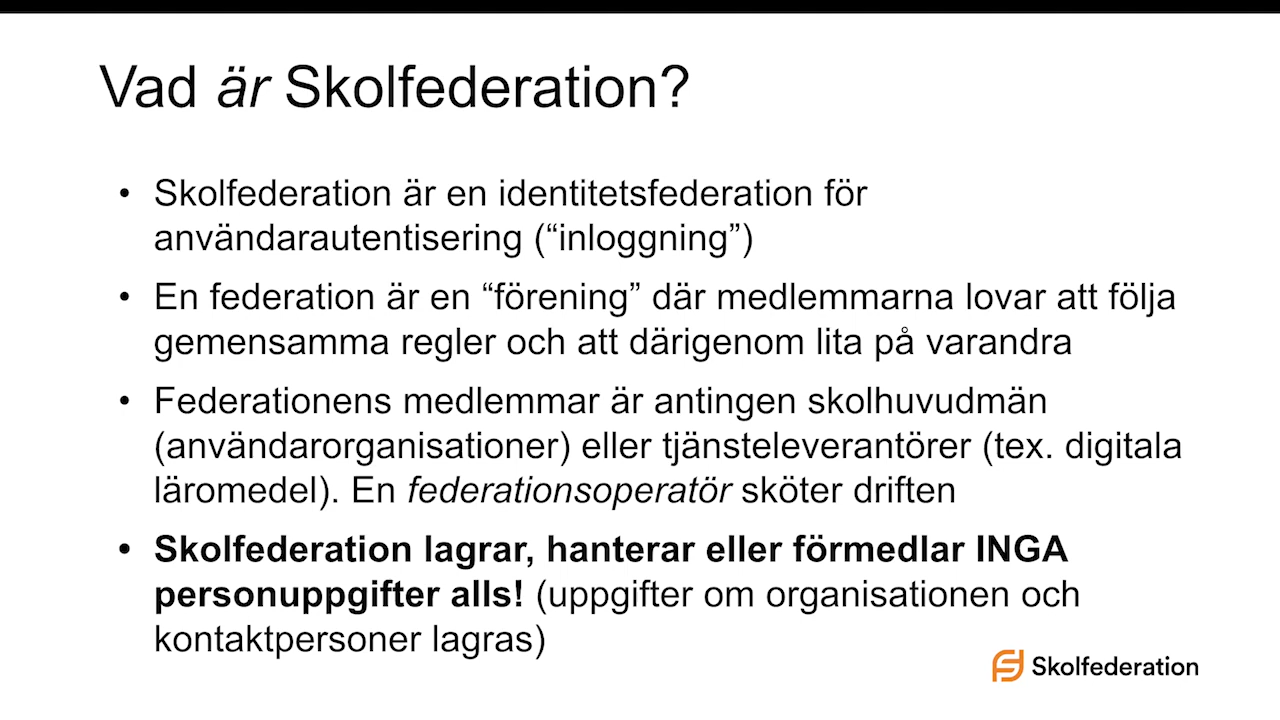 Vad är Skolfederation?
• Skolfederation är en identitetsfederation för
användarautentisering (“inloggning”)
• En federation är en “förening” där medlemmarna lovar att följa
gemensamma regler och att därigenom lita på varandra
• Federationens medlemmar är antingen skolhuvudmän
(användarorganisationer) eller tjänsteleverantörer (tex. digitala
läromedel). En federationsoperatör sköter driften
• Skolfederation lagrar, hanterar eller förmedlar INGA
personuppgifter alls! (uppgifter om organisationen och
kontaktpersoner lagras)
Skolfederation